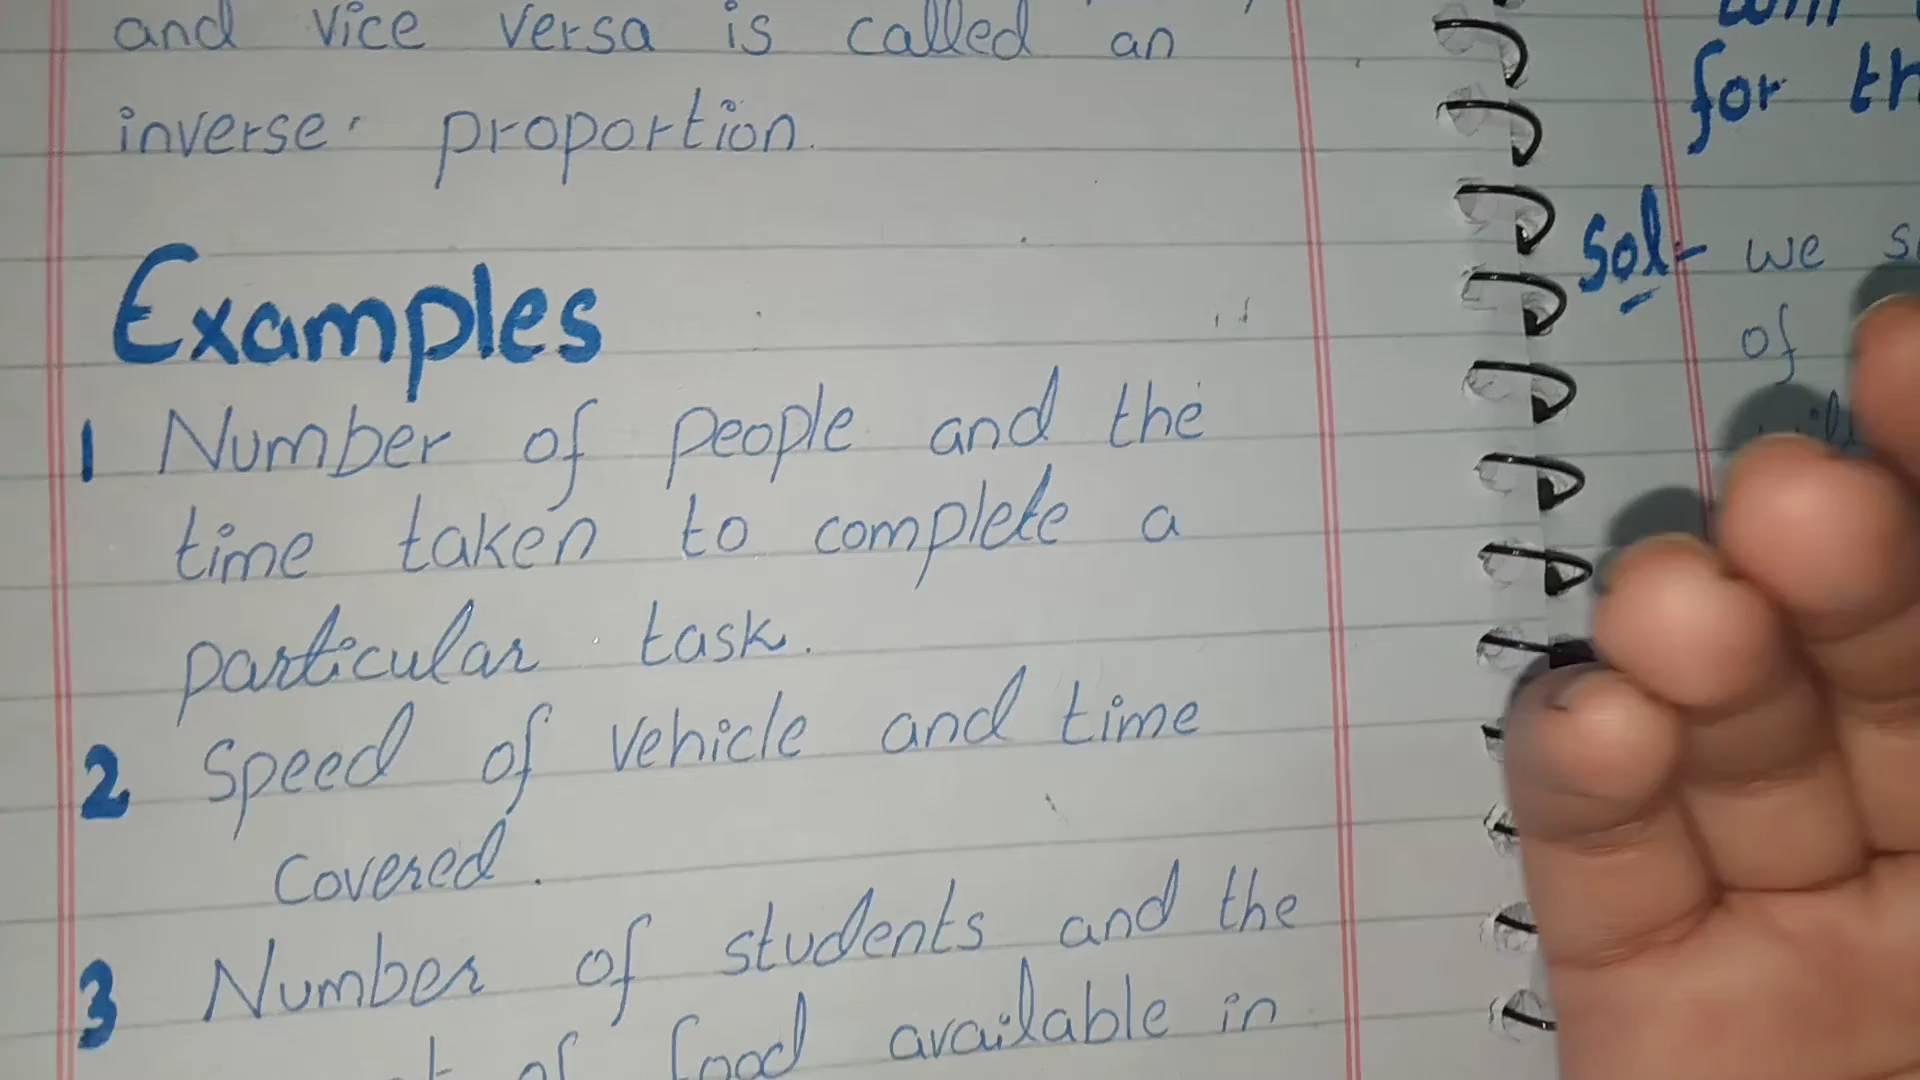 and vice versa is called an
inverse proportion.
Examples
1 Number of people and the
time taken to complete a
particular task.
2 Speed of vehicle and time
covered.
3 Number of students and the
of food available in
for
Sol- we
of